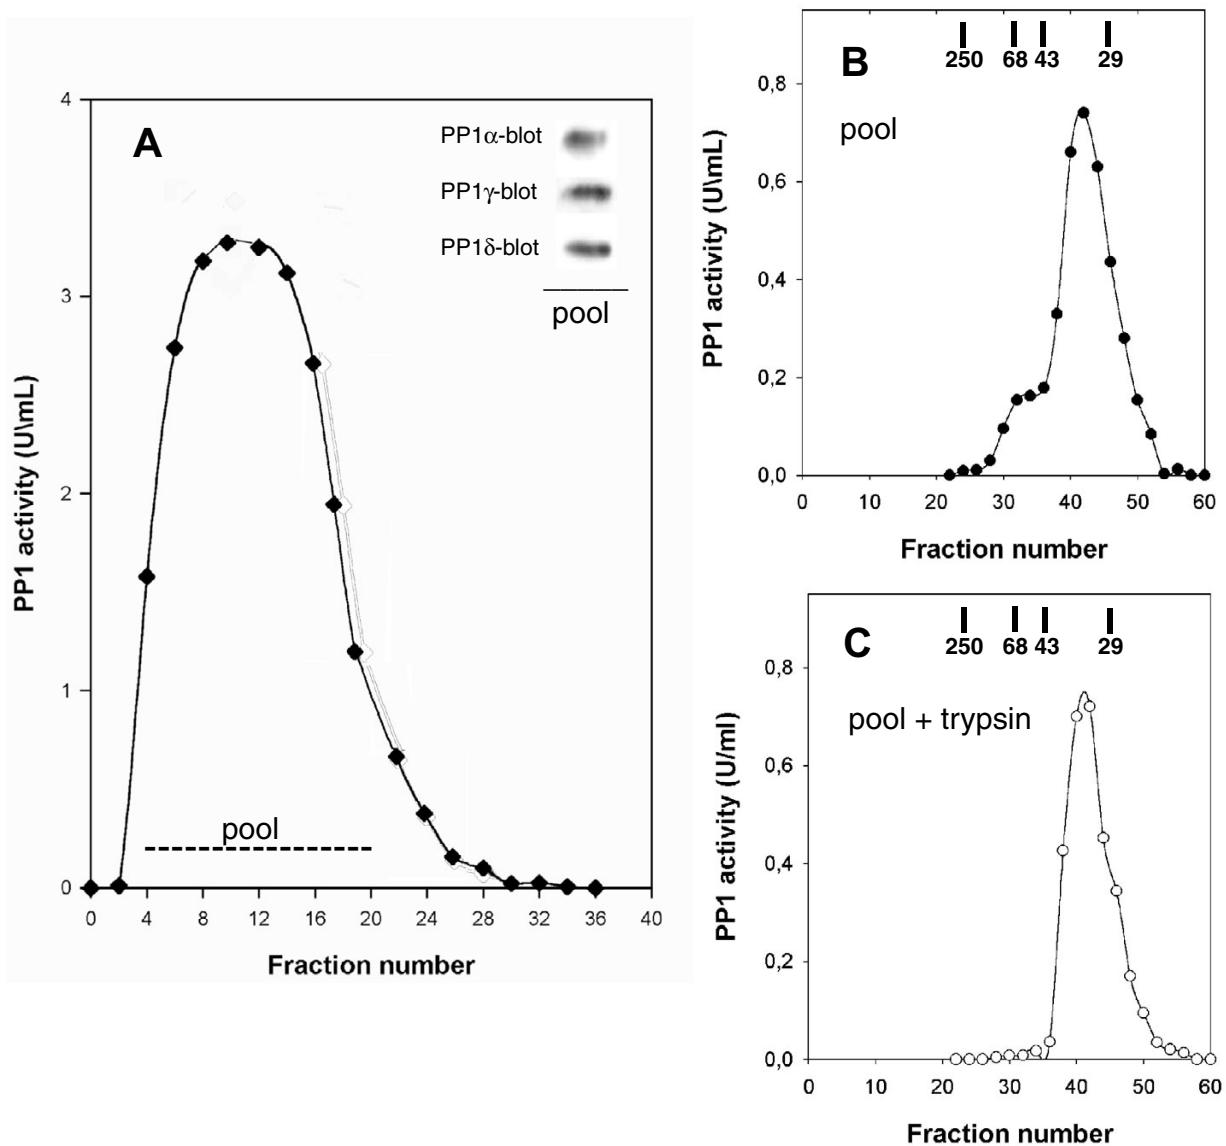 A
PP1α-blot
PP1γ-blot
PP1δ-blot
pool
pool
4
3
2
1
0
PP1 activity (U\mL)
0 4 8 12 16 20 24 28 32 36 40
Fraction number
B
250 68 43 29
pool
0,8
0,6
0,4
0,2
0,0
PP1 activity (U\mL)
0 10 20 30 40 50 60
Fraction number
C
250 68 43 29
pool + trypsin
0,8
0,6
0,4
0,2
0,0
PP1 activity (U/ml)
0 10 20 30 40 50 60
Fraction number